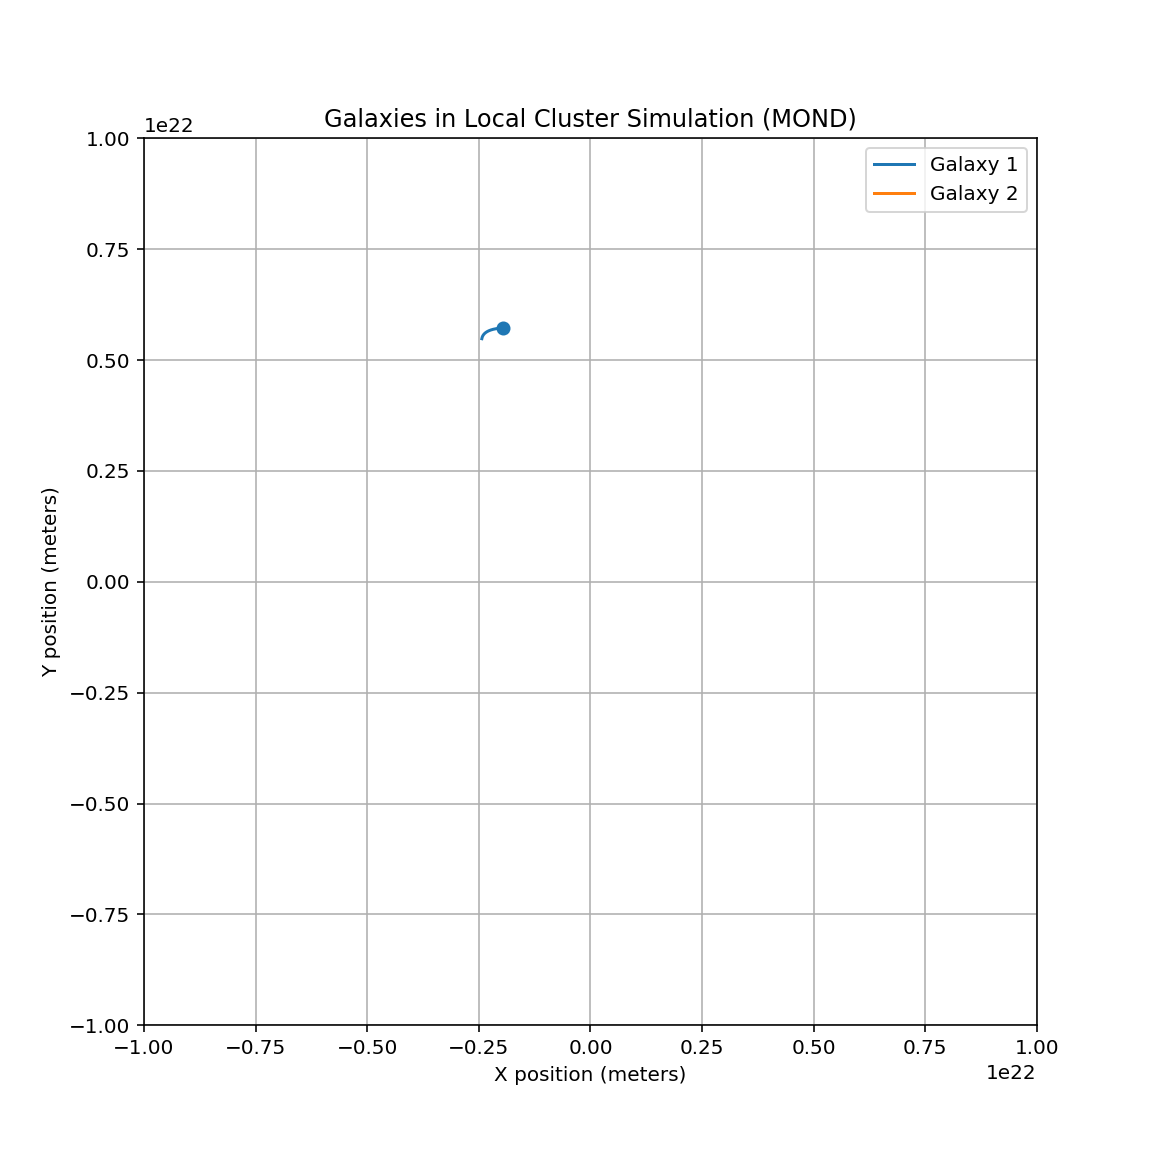 Galaxies in Local Cluster Simulation (MOND)
1e22
1.00
0.75
0.50
0.25
0.00
−0.25
−0.50
−0.75
−1.00
Y position (meters)
Galaxy 1
Galaxy 2
−1.00 −0.75 −0.50 −0.25 0.00 0.25 0.50 0.75 1.00
X position (meters)
1e22